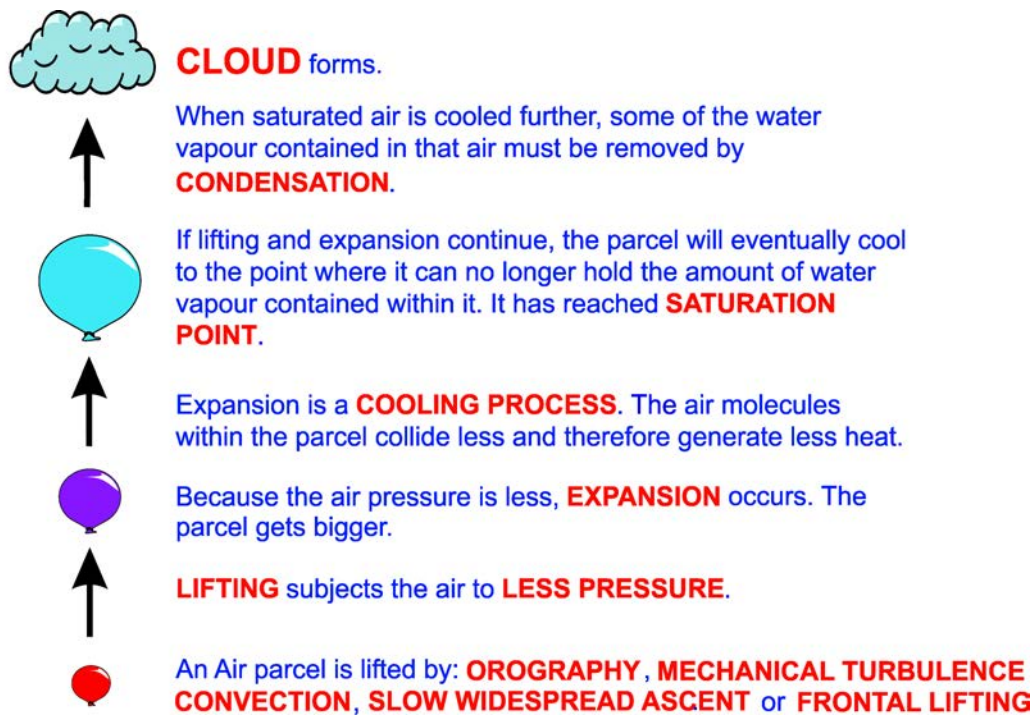 CLOUD forms.
When saturated air is cooled further, some of the water
vapour contained in that air must be removed by
CONDENSATION.
If lifting and expansion continue, the parcel will eventually cool
to the point where it can no longer hold the amount of water
vapour contained within it. It has reached SATURATION
POINT.
Expansion is a COOLING PROCESS. The air molecules
within the parcel collide less and therefore generate less heat.
Because the air pressure is less, EXPANSION occurs. The
parcel gets bigger.
LIFTING subjects the air to LESS PRESSURE.
An Air parcel is lifted by: OROGRAPHY, MECHANICAL TURBULENCE
CONVECTION, SLOW WIDESPREAD ASCENT or FRONTAL LIFTING